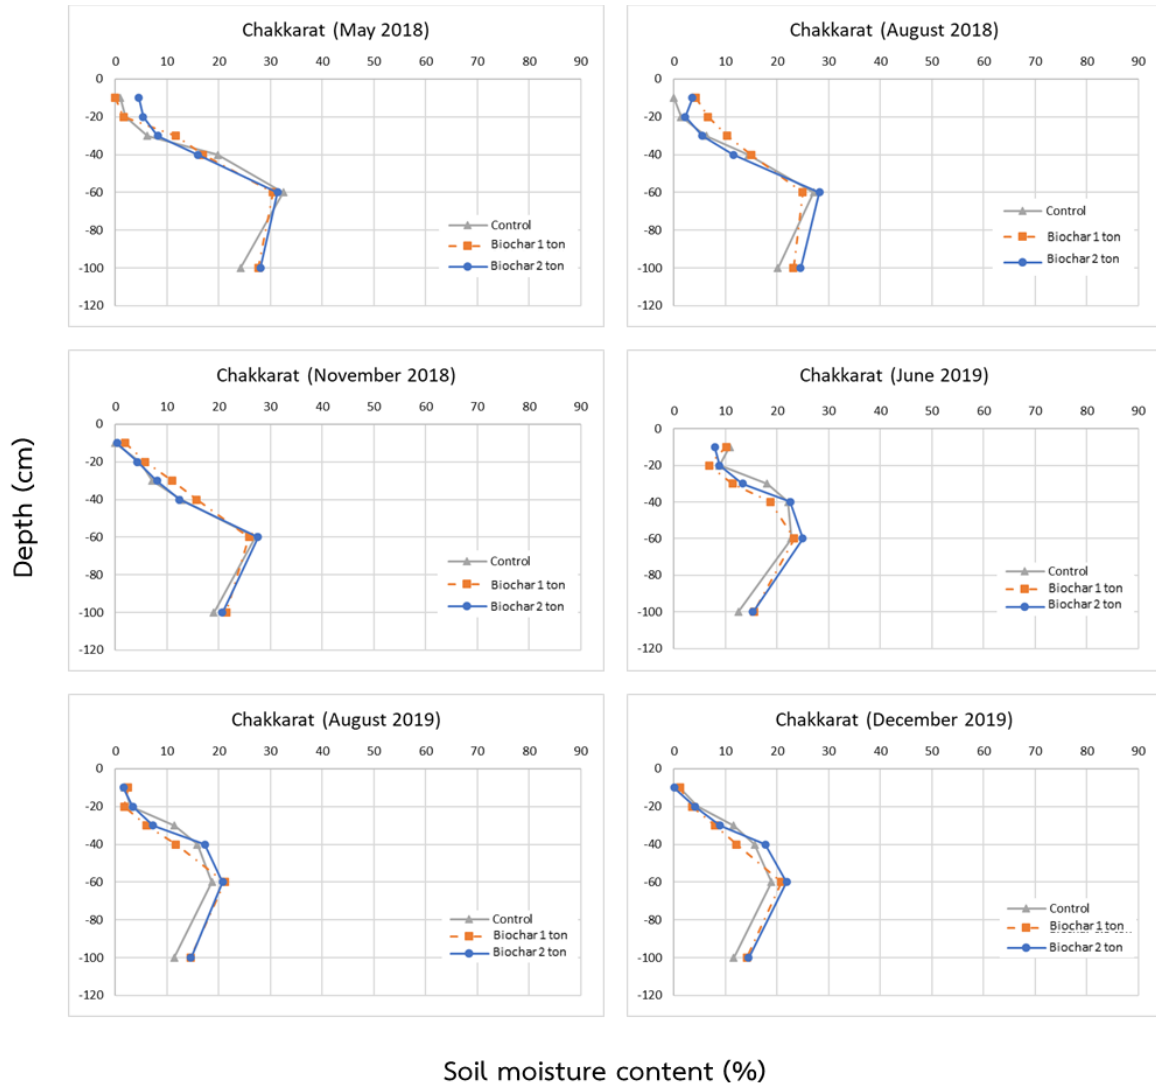 Chakkarat (May 2018)
0 10 20 30 40 50 60 70 80 90
0
-20
-40
-60
-80
-100
-120
Control
Biochar 1 ton
Biochar 2 ton
Chakkarat (August 2018)
0 10 20 30 40 50 60 70 80 90
0
-20
-40
-60
-80
-100
-120
Control
Biochar 1 ton
Biochar 2 ton
Chakkarat (November 2018)
0 10 20 30 40 50 60 70 80 90
0
-20
-40
-60
-80
-100
-120
Control
Biochar 1 ton
Biochar 2 ton
Chakkarat (June 2019)
0 10 20 30 40 50 60 70 80 90
0
-20
-40
-60
-80
-100
-120
Control
Biochar 1 ton
Biochar 2 ton
Chakkarat (August 2019)
0 10 20 30 40 50 60 70 80 90
0
-20
-40
-60
-80
-100
-120
Control
Biochar 1 ton
Biochar 2 ton
Chakkarat (December 2019)
0 10 20 30 40 50 60 70 80 90
0
-20
-40
-60
-80
-100
-120
Control
Biochar 1 ton
Biochar 2 ton
Depth (cm)
Soil moisture content (%)